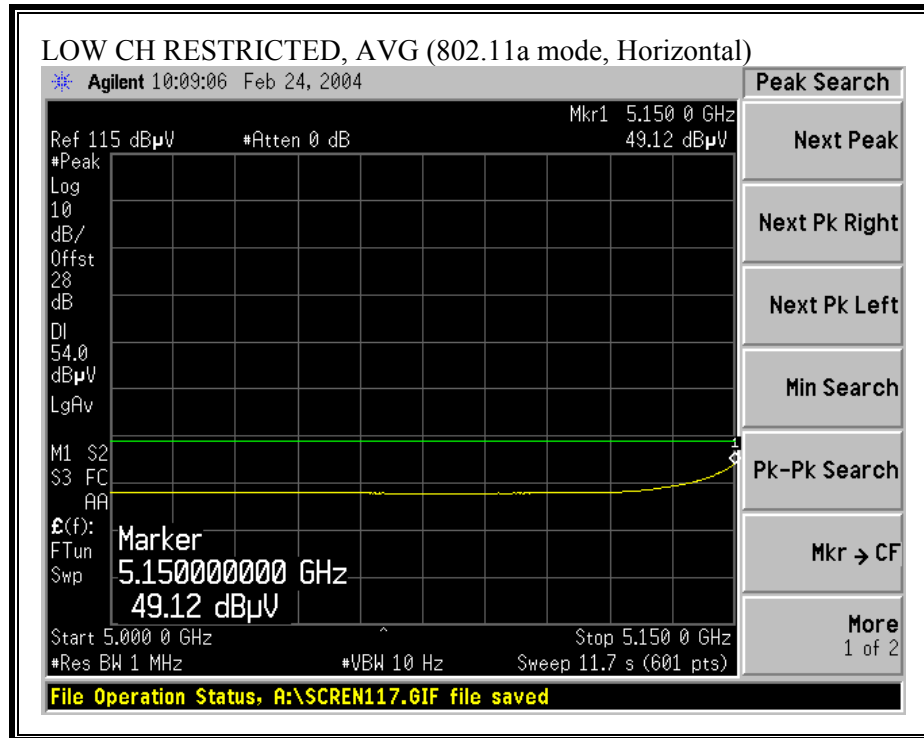 LOW CH RESTRICTED, AVG (802.11a mode, Horizontal)
Agilent 10:09:06 Feb 24, 2004
Peak Search
Mkr1 5.150 0 GHz
Ref 115 dBµV #Atten 0 dB 49.12 dBµV
#Peak
Log
10
dB/
Offst
28
dB
DI
54.0
dBµV
LgAv
M1 S2
S3 FC
AA
£(f):
FTun
Swp
1
Marker
5.150000000 GHz
49.12 dBµV
Start 5.000 0 GHz ^ Stop 5.150 0 GHz
#Res BW 1 MHz #VBW 10 Hz Sweep 11.7 s (601 pts)
Next Peak
Next Pk Right
Next Pk Left
Min Search
Pk-Pk Search
Mkr → CF
More
1 of 2
File Operation Status, A:\SCREN117.GIF file saved